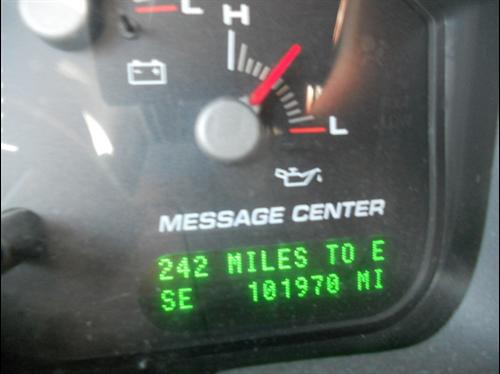 H
L
L
MESSAGE CENTER
242 MILES TO E
SE 101970 MI